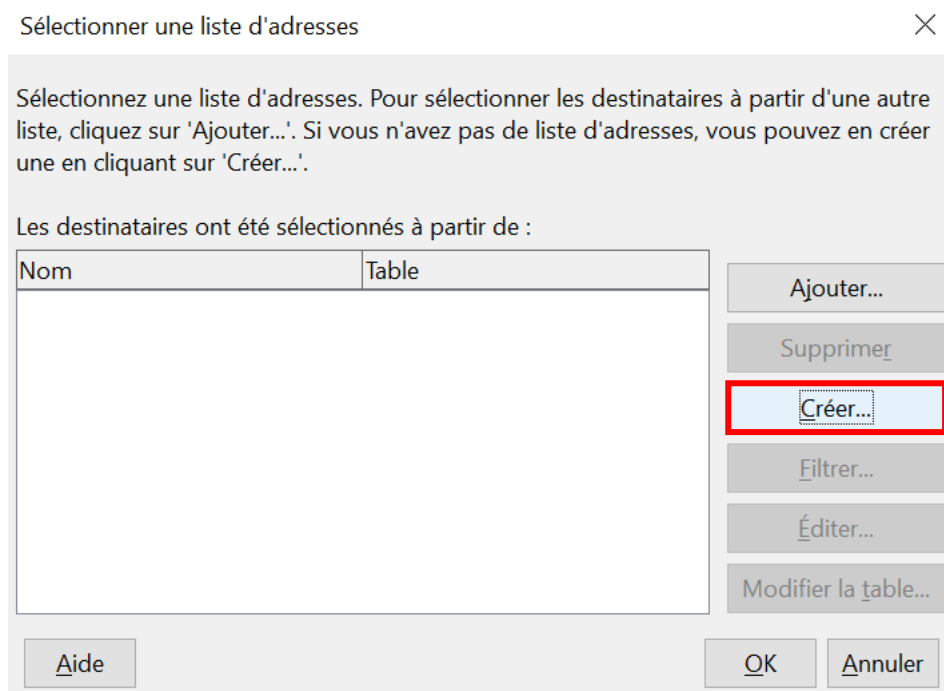 Sélectionner une liste d'adresses
Sélectionnez une liste d'adresses. Pour sélectionner les destinataires à partir d'une autre
liste, cliquez sur 'Ajouter...'. Si vous n'avez pas de liste d'adresses, vous pouvez en créer
une en cliquant sur 'Créer...'.
Les destinataires ont été sélectionnés à partir de :
Nom Table
Ajouter...
Supprimer
Créer...
Filtrer...
Éditer...
Modifier la table...
Aide OK Annuler